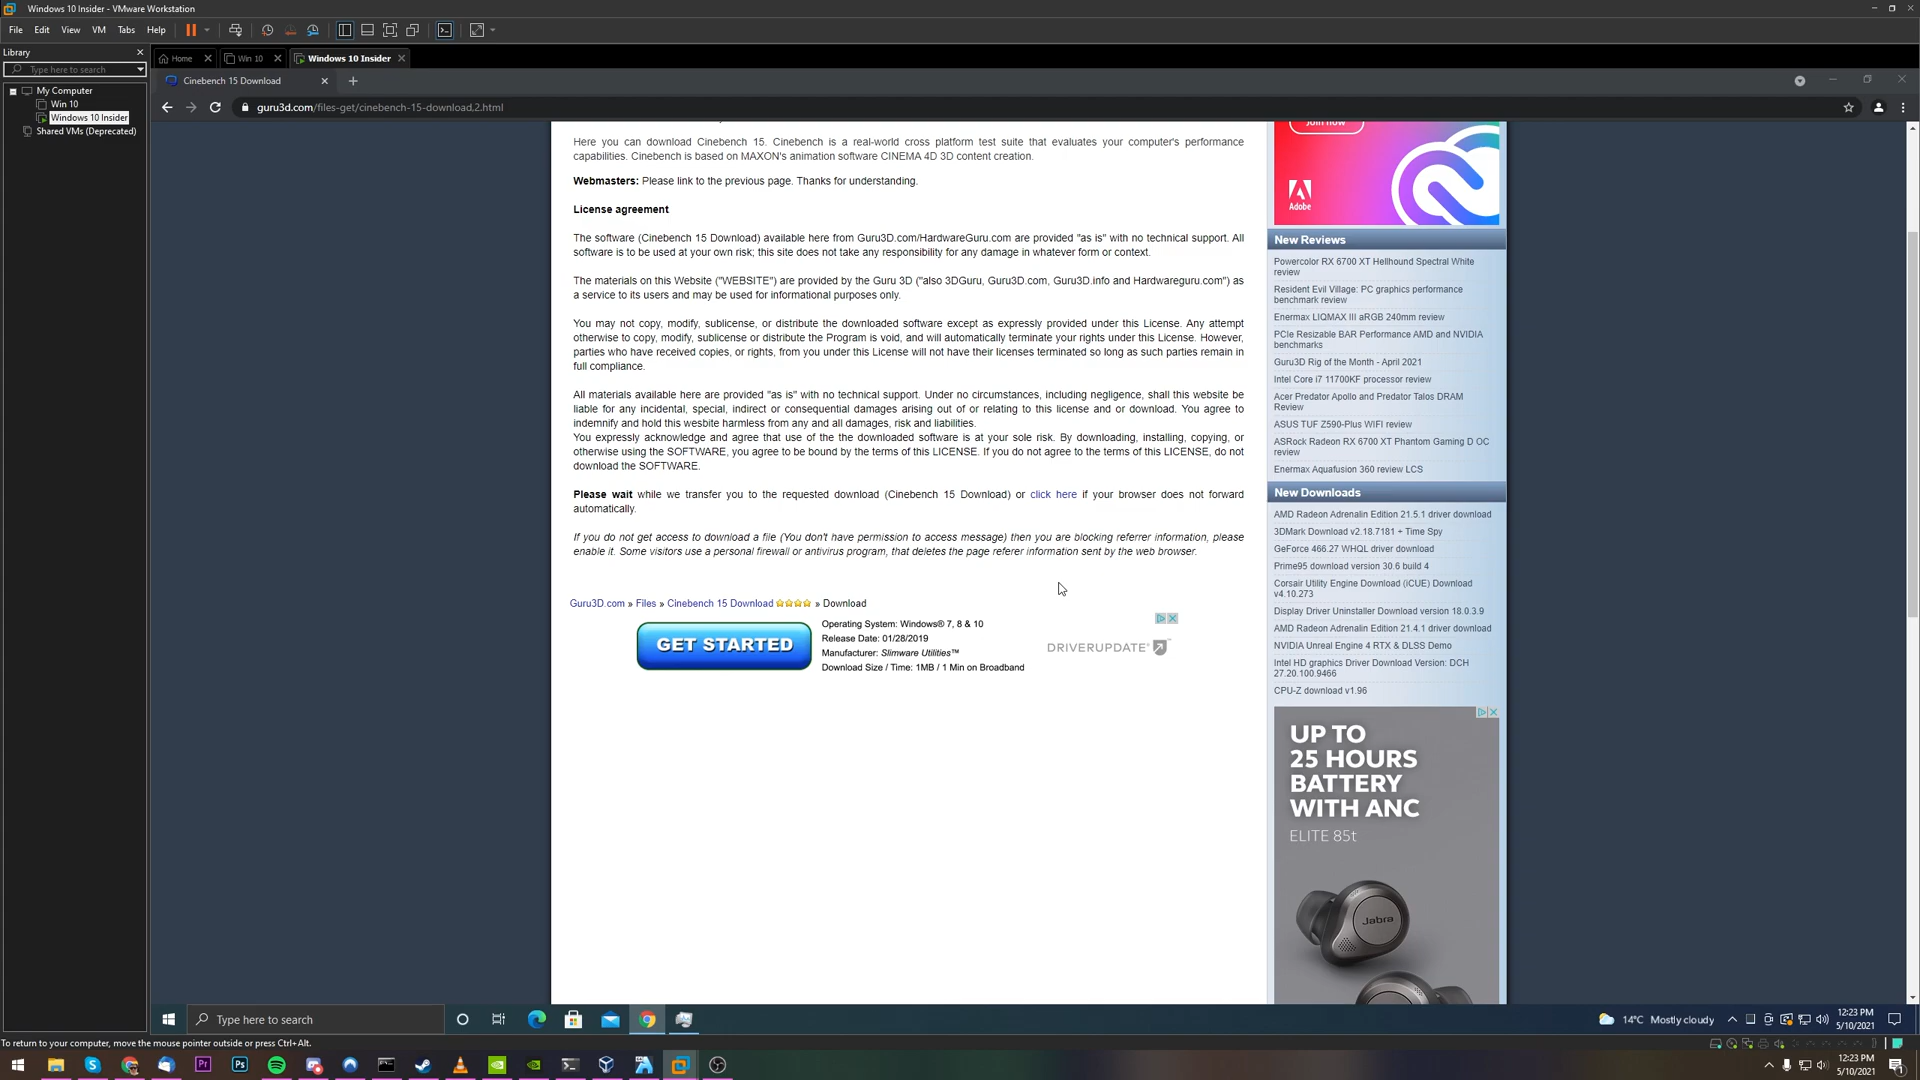 Windows 10 Insider - VMware Workstation
File Edit View VM Tabs Help
Library
Type here to search
My Computer
Win 10
Windows 10 Insider
Shared VMs (Deprecated)
Home
Win 10
Windows 10 Insider
Cinebench 15 Download
guru3d.com/files-get/cinebench-15-download,2.html
Here you can download Cinebench 15. Cinebench is a real-world cross platform test suite that evaluates your computer's performance
capabilities. Cinebench is based on MAXON's animation software CINEMA 4D 3D content creation.
Webmasters: Please link to the previous page. Thanks for understanding.
License agreement
The software (Cinebench 15 Download) available here from Guru3D.com/HardwareGuru.com are provided "as is" with no technical support. All
software is to be used at your own risk; this site does not take any responsibility for any damage in whatever form or context.
The materials on this Website ("WEBSITE") are provided by the Guru 3D ("also 3DGuru, Guru3D.com, Guru3D.info and Hardwareguru.com") as
a service to its users and may be used for informational purposes only.
You may not copy, modify, sublicense, or distribute the downloaded software except as expressly provided under this License. Any attempt
otherwise to copy, modify, sublicense or distribute the Program is void, and will automatically terminate your rights under this License. However,
parties who have received copies, or rights, from you under this License will not have their licenses terminated so long as such parties remain in
full compliance.
All materials available here are provided "as is" with no technical support. Under no circumstances, including negligence, shall this website be
liable for any incidental, special, indirect or consequential damages arising out of or relating to this license and or download. You agree to
indemnify and hold this wesbite harmless from any and all damages, risk and liabilities.
You expressly acknowledge and agree that use of the the downloaded software is at your sole risk. By downloading, installing, copying, or
otherwise using the SOFTWARE, you agree to be bound by the terms of this LICENSE. If you do not agree to the terms of this LICENSE, do not
download the SOFTWARE.
Please wait while we transfer you to the requested download (Cinebench 15 Download) or click here if your browser does not forward
automatically.
If you do not get access to download a file (You don't have permission to access message) then you are blocking referrer information, please
enable it. Some visitors use a personal firewall or antivirus program, that deletes the page referer information sent by the web browser.
Guru3D.com » Files » Cinebench 15 Download » Download
GET STARTED
Operating System: Windows® 7, 8 & 10
Release Date: 01/28/2019
Manufacturer: Slimware Utilities™
Download Size / Time: 1MB / 1 Min on Broadband
DRIVERUPDATE
Join now
Adobe
New Reviews
Powercolor RX 6700 XT Hellhound Spectral White
review
Resident Evil Village: PC graphics performance
benchmark review
Enermax LIQMAX III aRGB 240mm review
PCIe Resizable BAR Performance AMD and NVIDIA
benchmarks
Guru3D Rig of the Month - April 2021
Intel Core i7 11700KF processor review
Acer Predator Apollo and Predator Talos DRAM
Review
ASUS TUF Z590-Plus WIFI review
ASRock Radeon RX 6700 XT Phantom Gaming D OC
review
Enermax Aquafusion 360 review LCS
New Downloads
AMD Radeon Adrenalin Edition 21.5.1 driver download
3DMark Download v2.18.7181 + Time Spy
GeForce 466.27 WHQL driver download
Prime95 download version 30.6 build 4
Corsair Utility Engine Download (iCUE) Download
v4.10.273
Display Driver Uninstaller Download version 18.0.3.9
AMD Radeon Adrenalin Edition 21.4.1 driver download
NVIDIA Unreal Engine 4 RTX & DLSS Demo
Intel HD graphics Driver Download Version: DCH
27.20.100.9466
CPU-Z download v1.96
UP TO
25 HOURS
BATTERY
WITH ANC
ELITE 85t
Jabra
Type here to search
14°C Mostly cloudy
12:23 PM
5/10/2021
To return to your computer, move the mouse pointer outside or press Ctrl+Alt.
Pr
Ps
12:23 PM
5/10/2021